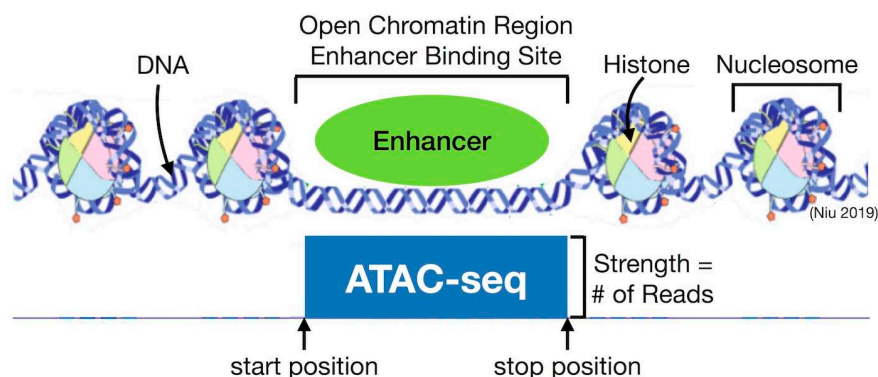 Open Chromatin Region
Enhancer Binding Site
DNA
Histone
Nucleosome
Enhancer
(Niu 2019)
ATAC-seq
Strength =
# of Reads
start position
stop position